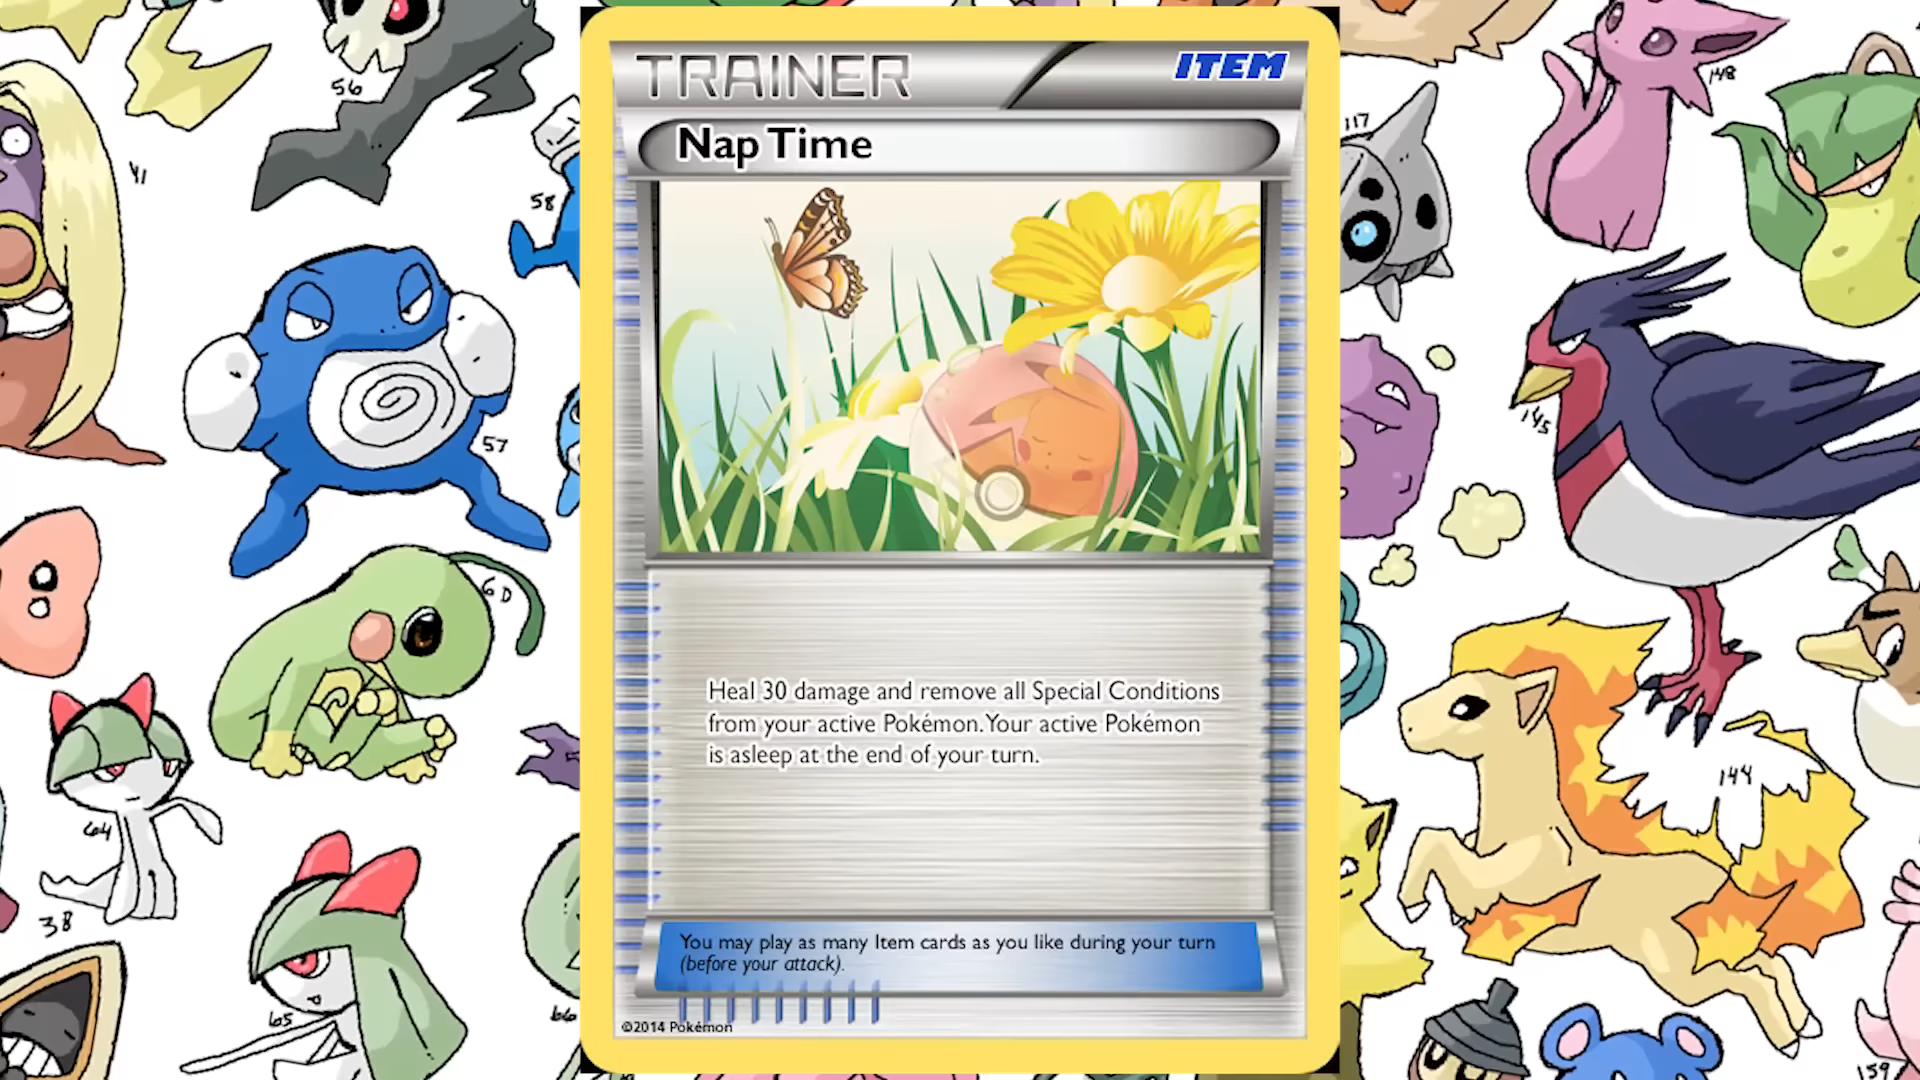 TRAINER
ITEM
Nap Time
Heal 30 damage and remove all Special Conditions
from your active Pokémon. Your active Pokémon
is asleep at the end of your turn.
You may play as many Item cards as you like during your turn
(before your attack).
©2014 Pokémon
56
41
58
57
60
64
38
65
66
117
148
145
144
159